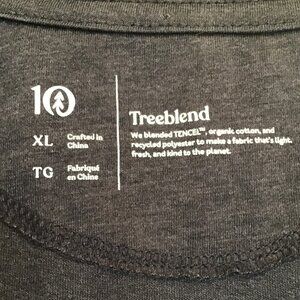 10
XL Crafted in
China
TG Fabriqué
en Chine
Treeblend
We blended TENCEL™, organic cotton, and
recycled polyester to make a fabric that's light,
fresh, and kind to the planet.